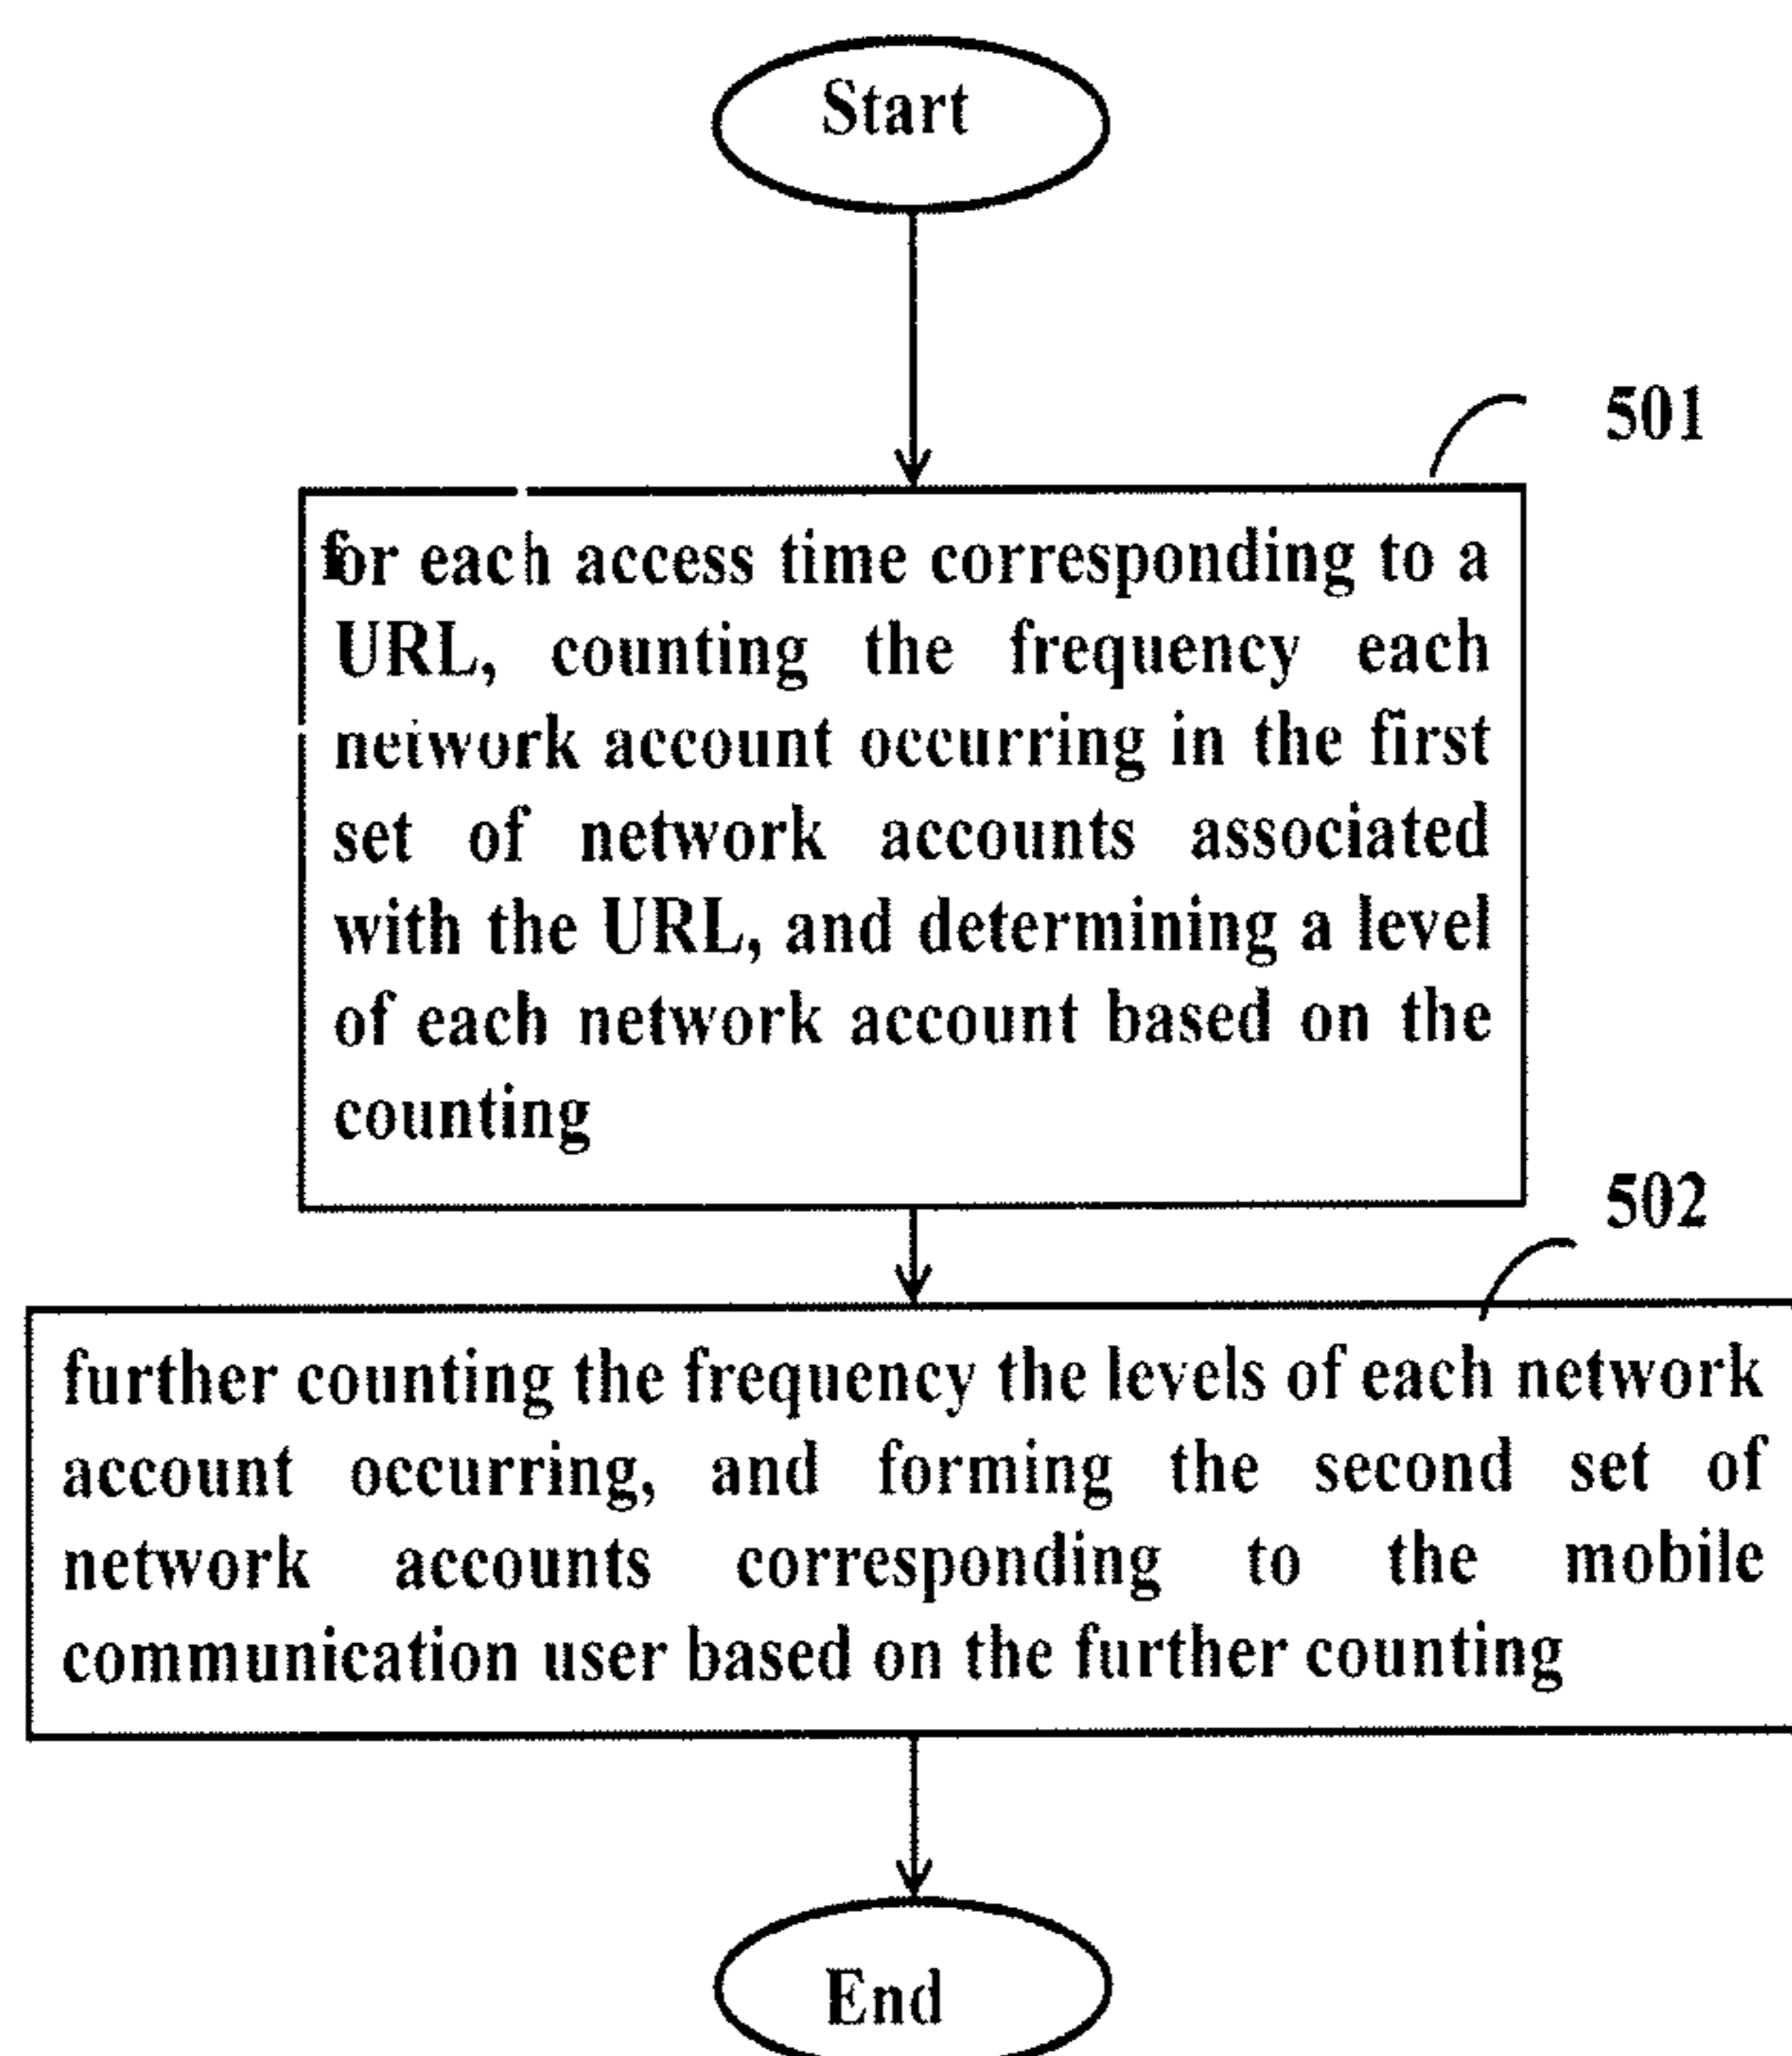 Start
501
for each access time corresponding to a
URL, counting the frequency each
network account occurring in the first
set of network accounts associated
with the URL, and determining a level
of each network account based on the
counting
502
further counting the frequency the levels of each network
account occurring, and forming the second set of
network accounts corresponding to the mobile
communication user based on the further counting
End